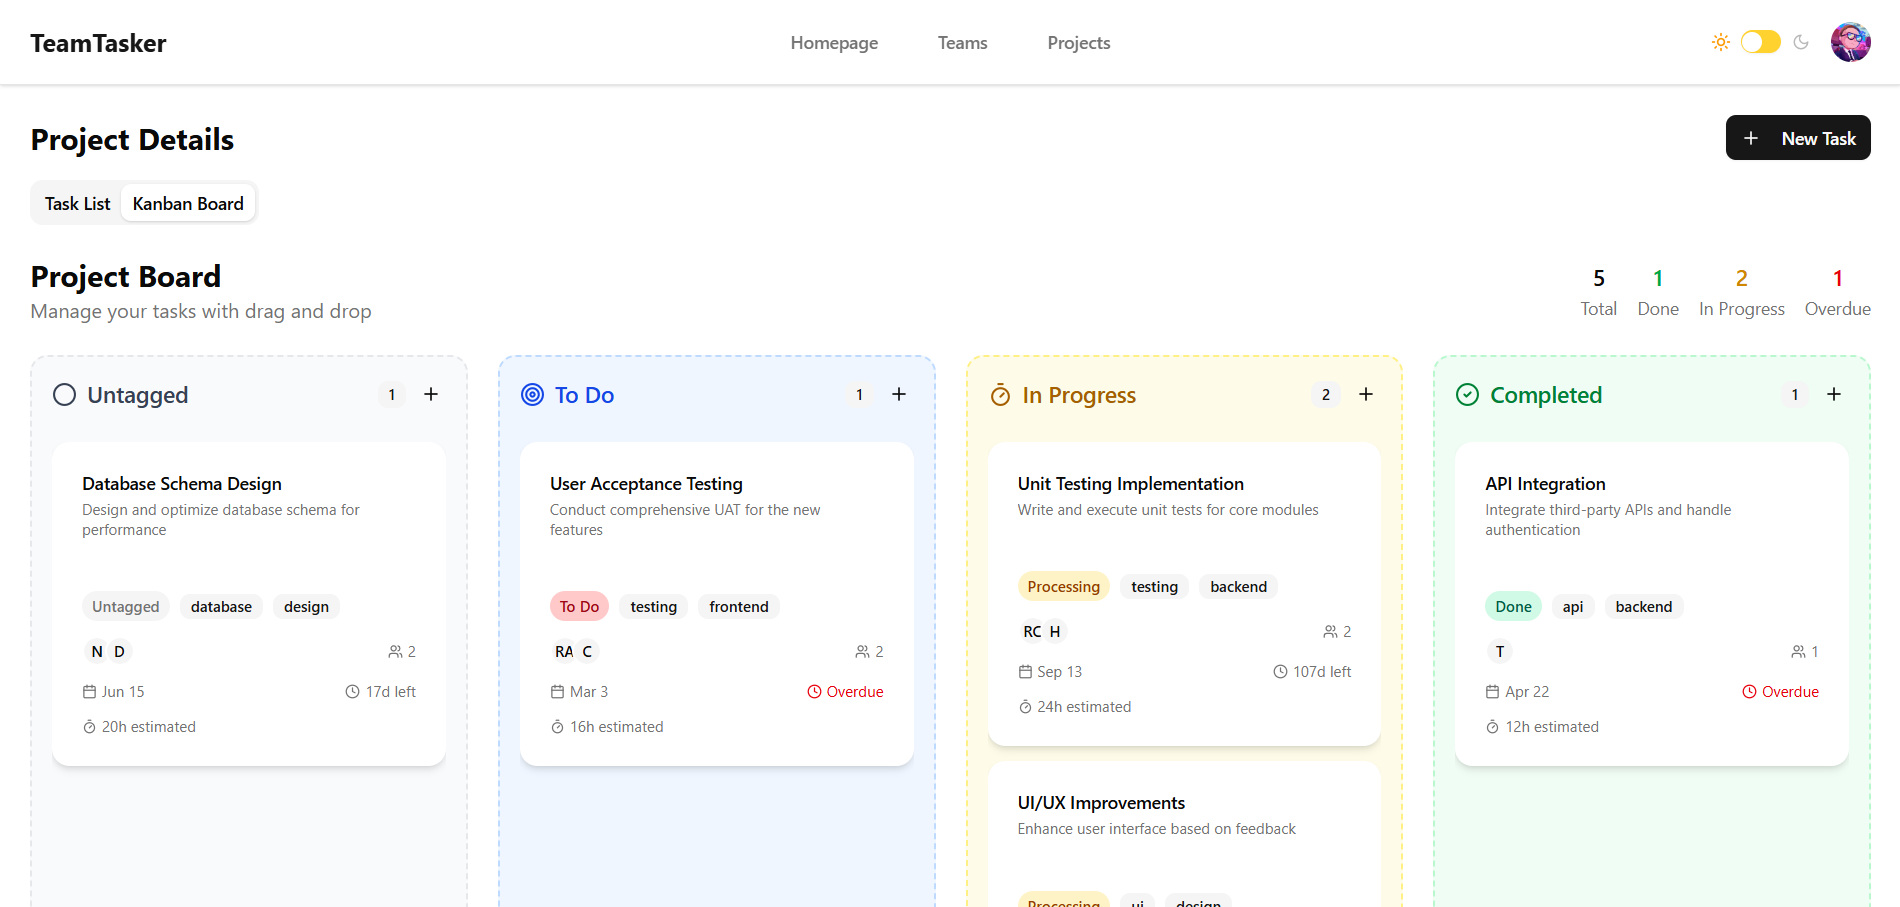 TeamTasker
Homepage
Teams
Projects
Project Details
New Task
Task List
Kanban Board
Project Board
Manage your tasks with drag and drop
5
Total
1
Done
2
In Progress
1
Overdue
Untagged
1
Database Schema Design
Design and optimize database schema for
performance
Untagged
database
design
N
D
2
Jun 15
17d left
20h estimated
To Do
1
User Acceptance Testing
Conduct comprehensive UAT for the new
features
To Do
testing
frontend
RA
C
2
Mar 3
Overdue
16h estimated
In Progress
2
Unit Testing Implementation
Write and execute unit tests for core modules
Processing
testing
backend
RC
H
2
Sep 13
107d left
24h estimated
UI/UX Improvements
Enhance user interface based on feedback
Processing
ui
design
Completed
1
API Integration
Integrate third-party APIs and handle
authentication
Done
api
backend
T
1
Apr 22
Overdue
12h estimated